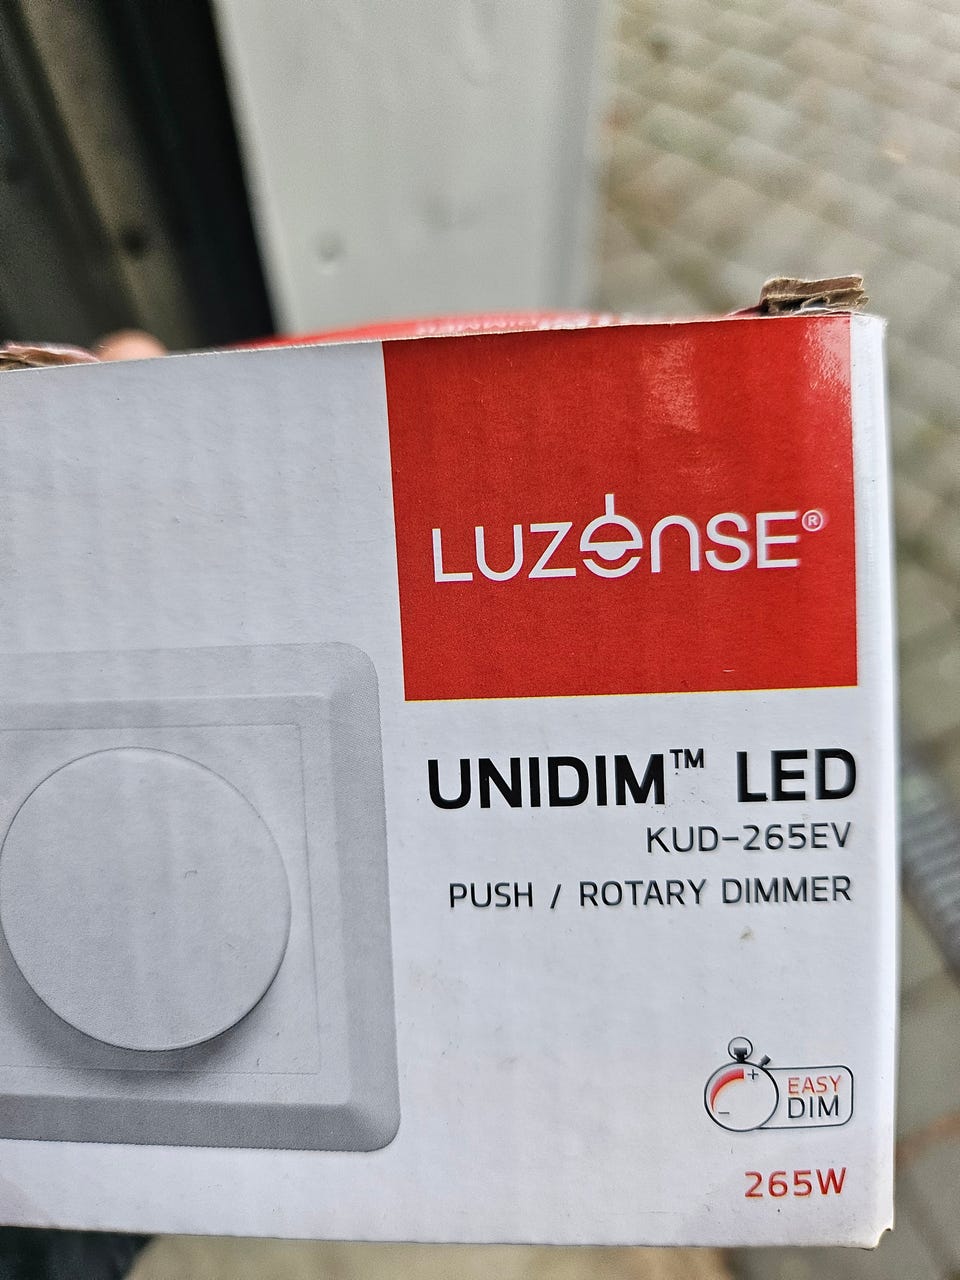 LUZENSE®
UNIDIM™ LED
KUD-265EV
PUSH / ROTARY DIMMER
+
-
EASY
DIM
265W